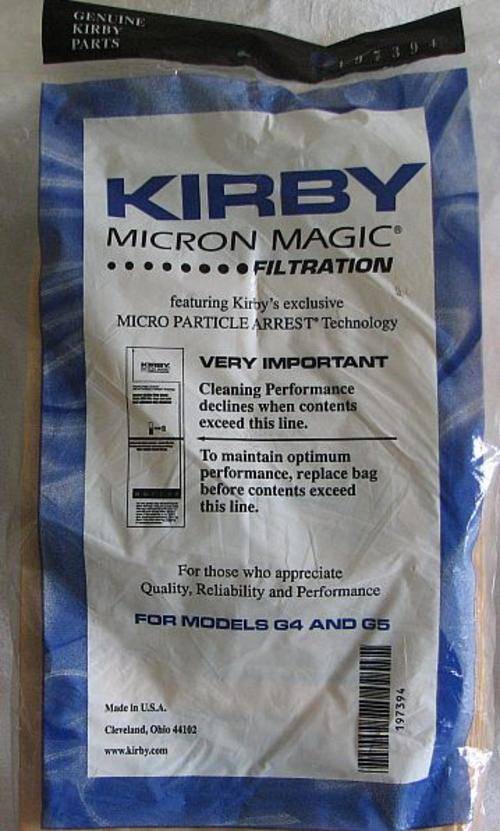 GENUINE
KIRBY
PARTS
197394
KIRBY
MICRON MAGIC®
FILTRATION
featuring Kirby's exclusive
MICRO PARTICLE ARREST® Technology
KIRBY
VERY IMPORTANT
Cleaning Performance
declines when contents
exceed this line.
To maintain optimum
performance, replace bag
before contents exceed
this line.
For those who appreciate
Quality, Reliability and Performance
FOR MODELS G4 AND G5
197394
Made in U.S.A.
Cleveland, Ohio 44102
www.kirby.com